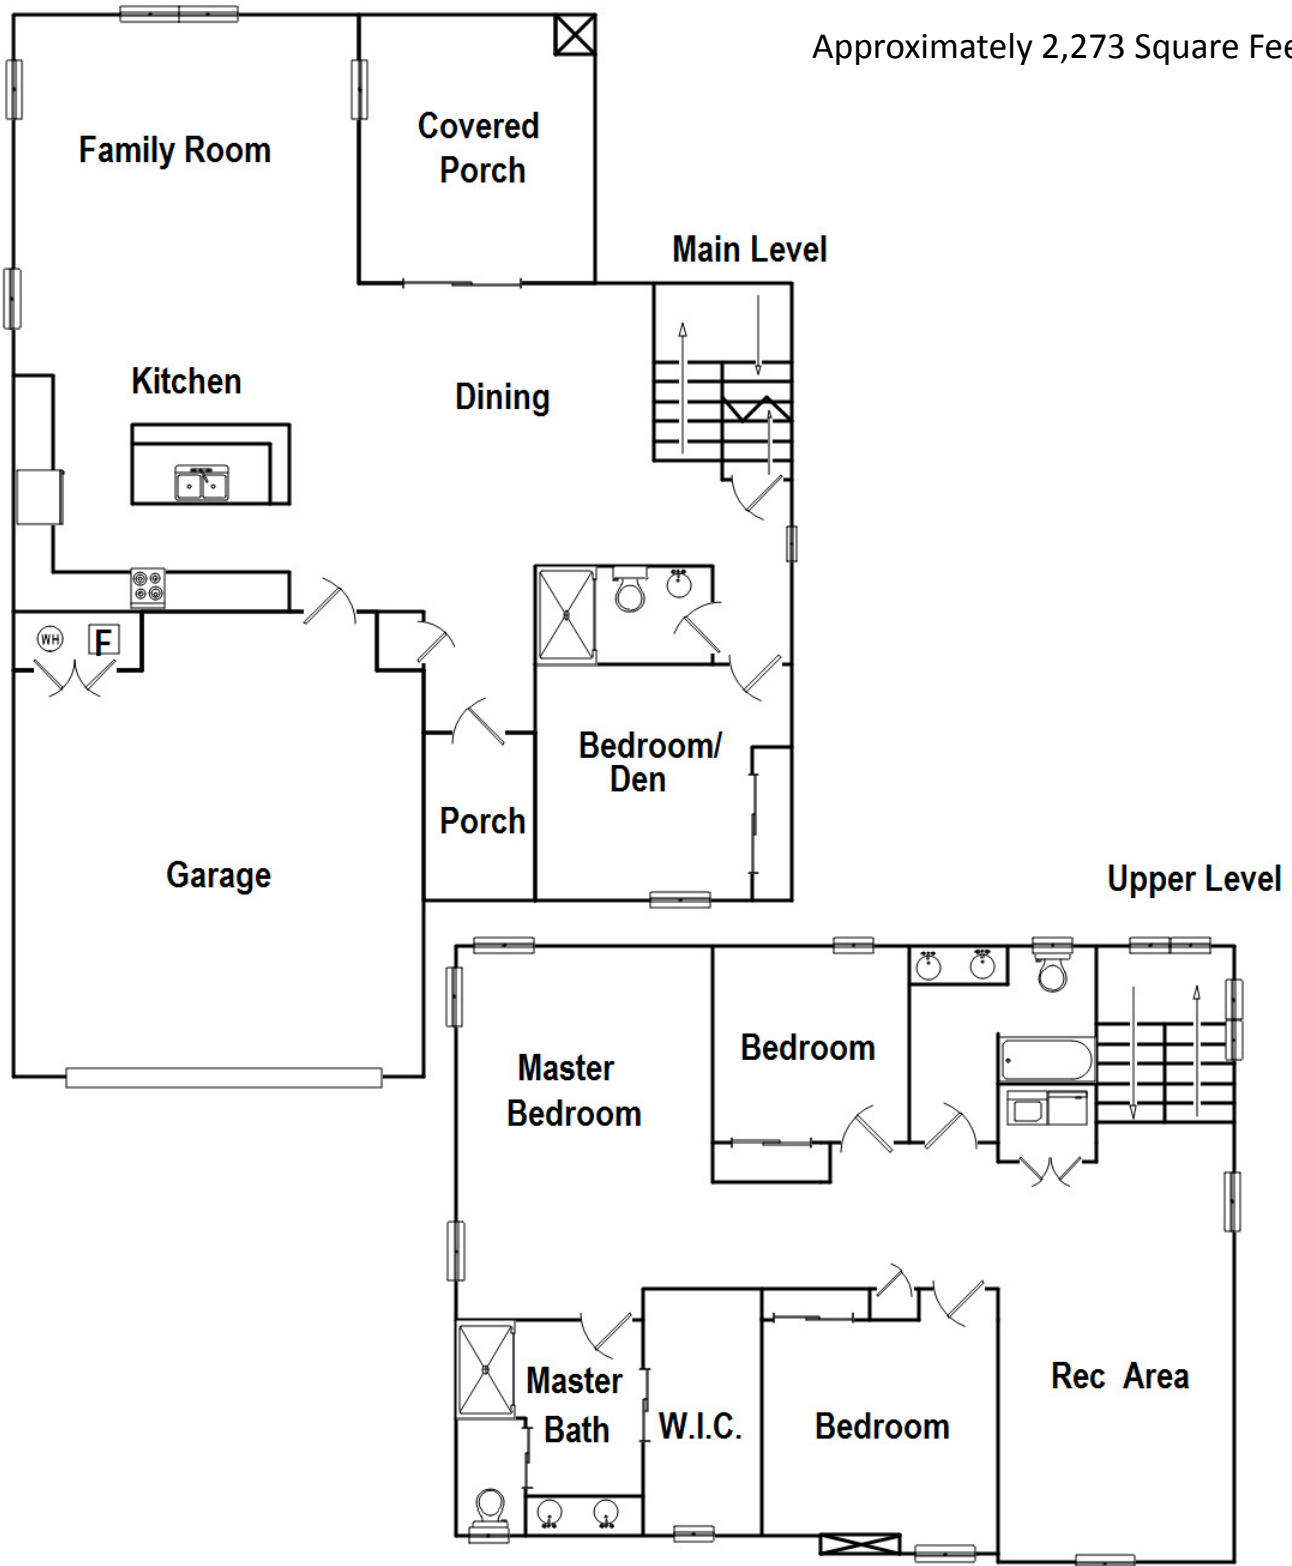 Approximately 2,273 Square Fee
Family Room
Covered
Porch
Main Level
Kitchen
Dining
WH
F
Bedroom/
Den
Porch
Garage
Upper Level
Master
Bedroom
Bedroom
Master
Bath
W.I.C.
Bedroom
Rec Area